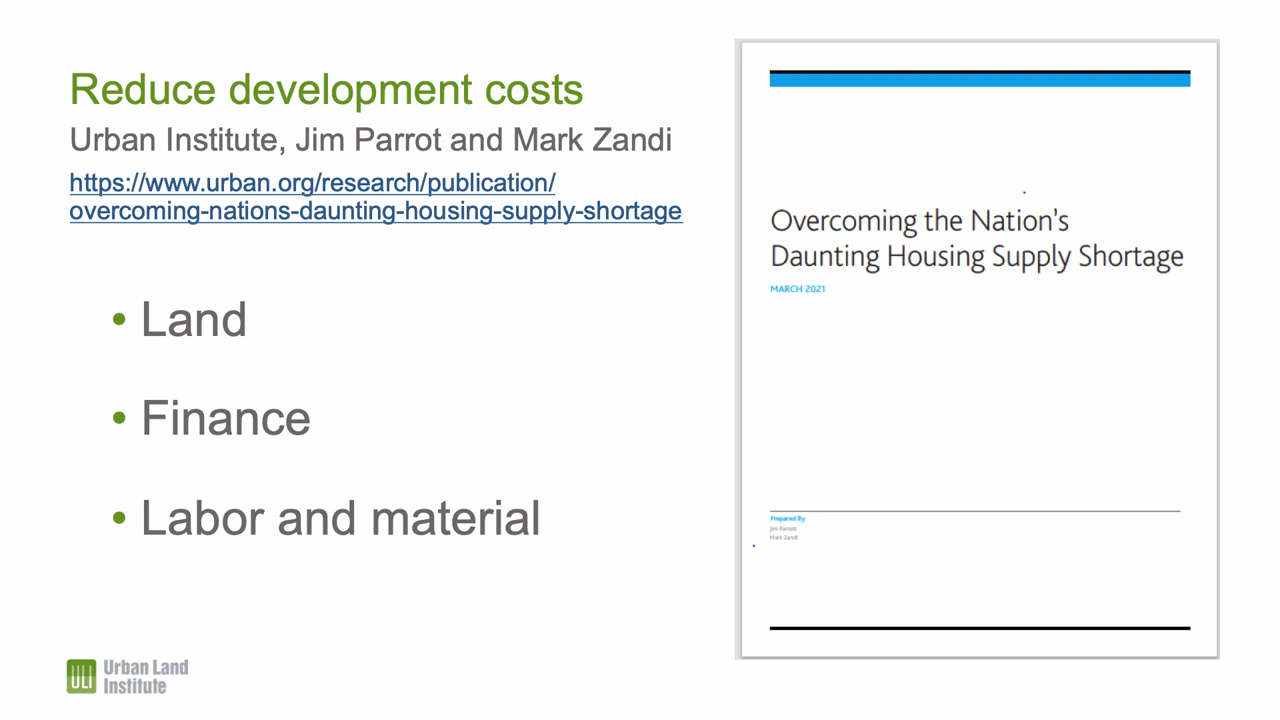 Reduce development costs
Urban Institute, Jim Parrot and Mark Zandi
https://www.urban.org/research/publication/
overcoming-nations-daunting-housing-supply-shortage
• Land
• Finance
• Labor and material
ULI Urban Land
Institute
Overcoming the Nation's
Daunting Housing Supply Shortage
MARCH 2021
Prepared By
Jim Parrott
Mark Zandi